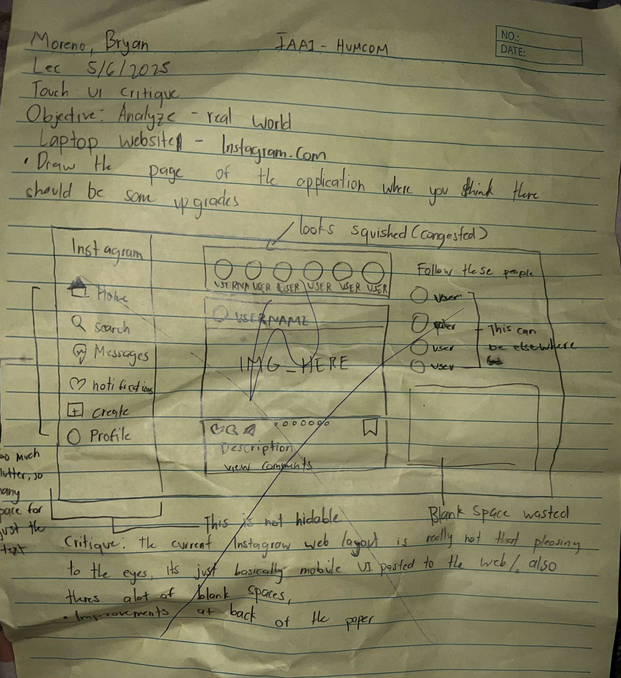 Moreno, Bryan
IAAI - HUMCOM
NO.:
DATE:
Lec 5/6/2025
Touch UI Critique
Objective: Analyze - real world
Laptop website - Instagram.com
• Draw the page of the application where you think there
should be some upgrades
looks squished (congested)
Instagram
Home
Search
Messages
notifications
Create
Profile
USERNA USER USER USER USER USER
USERNAME
IMG_HERE
Description
view comments
Follow these people
user
user
user
user
This can
be elsewhere
too much
clutter, so
many
space for
just the
text
This is not hidable
Blank Space wasted
Critique: the current Instagram web layout is really not that pleasing
to the eyes, its just basically mobile UI pasted to the web/. also
theres alot of blank spaces,
• Improvements at back of the paper